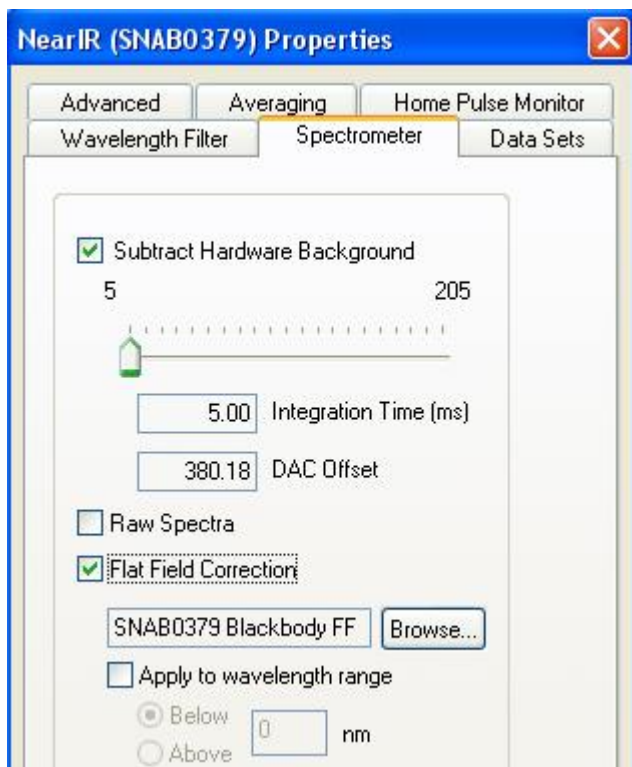 NearIR (SNAB0379) Properties
Advanced Averaging Home Pulse Monitor
Wavelength Filter Spectrometer Data Sets
Subtract Hardware Background
5 205
5.00 Integration Time (ms)
380.18 DAC Offset
Raw Spectra
Flat Field Correction
SNAB0379 Blackbody FF Browse...
Apply to wavelength range
Below
0 nm
Above